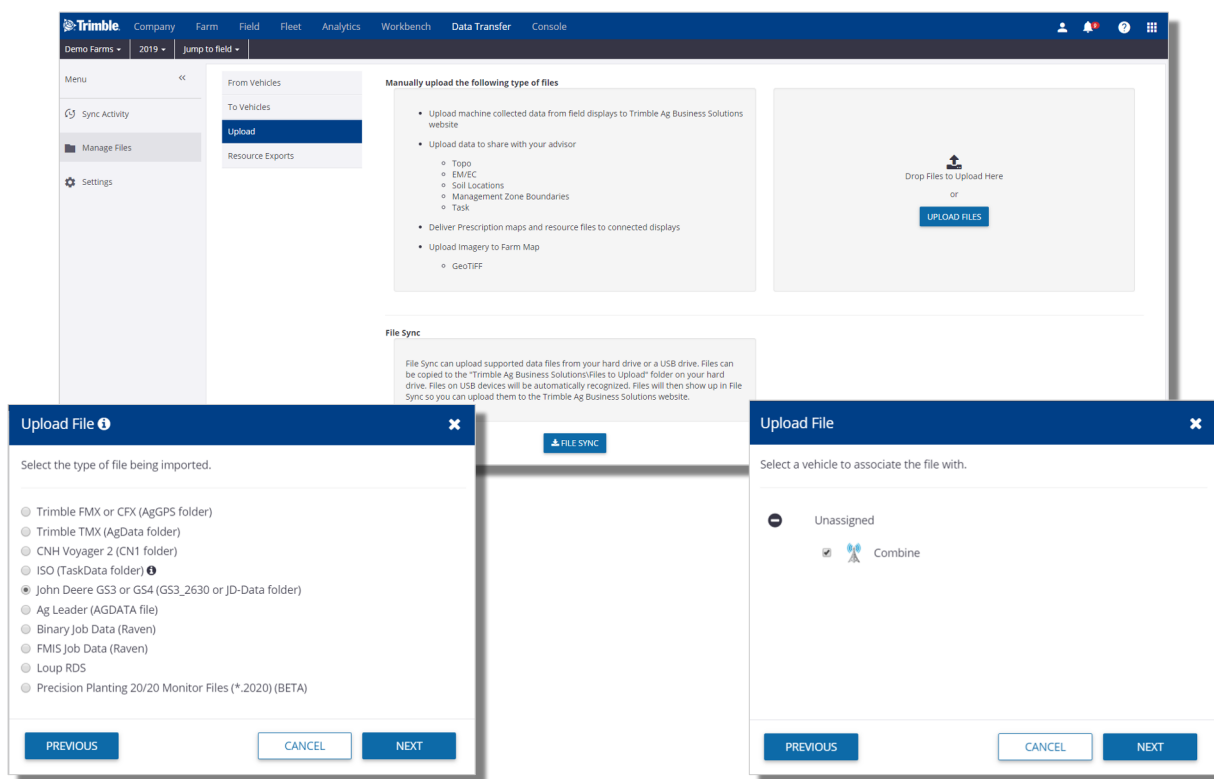 Trimble. Company Farm Field Fleet Analytics Workbench Data Transfer Console
Demo Farms 2019 Jump to field
Menu
Sync Activity
Manage Files
Settings
From Vehicles
To Vehicles
Upload
Resource Exports
Manually upload the following type of files
• Upload machine collected data from field displays to Trimble Ag Business Solutions
website
• Upload data to share with your advisor
Topo
EM/EC
Soil Locations
Management Zone Boundaries
Task
• Deliver Prescription maps and resource files to connected displays
• Upload Imagery to Farm Map
GeoTIFF
Drop Files to Upload Here
or
UPLOAD FILES
File Sync
File Sync can upload supported data files from your hard drive or a USB drive. Files can
be copied to the "Trimble Ag Business Solutions\Files to Upload" folder on your hard
drive. Files on USB devices will be automatically recognized. Files will then show up in File
Sync so you can upload them to the Trimble Ag Business Solutions website.
FILE SYNC
Upload File
Select the type of file being imported.
Trimble FMX or CFX (AgGPS folder)
Trimble TMX (AgData folder)
CNH Voyager 2 (CN1 folder)
ISO (TaskData folder)
John Deere GS3 or GS4 (GS3_2630 or JD-Data folder)
Ag Leader (AGDATA file)
Binary Job Data (Raven)
FMIS Job Data (Raven)
Loup RDS
Precision Planting 20/20 Monitor Files (*.2020) (BETA)
PREVIOUS CANCEL NEXT
Upload File
Select a vehicle to associate the file with.
Unassigned
Combine
PREVIOUS CANCEL NEXT